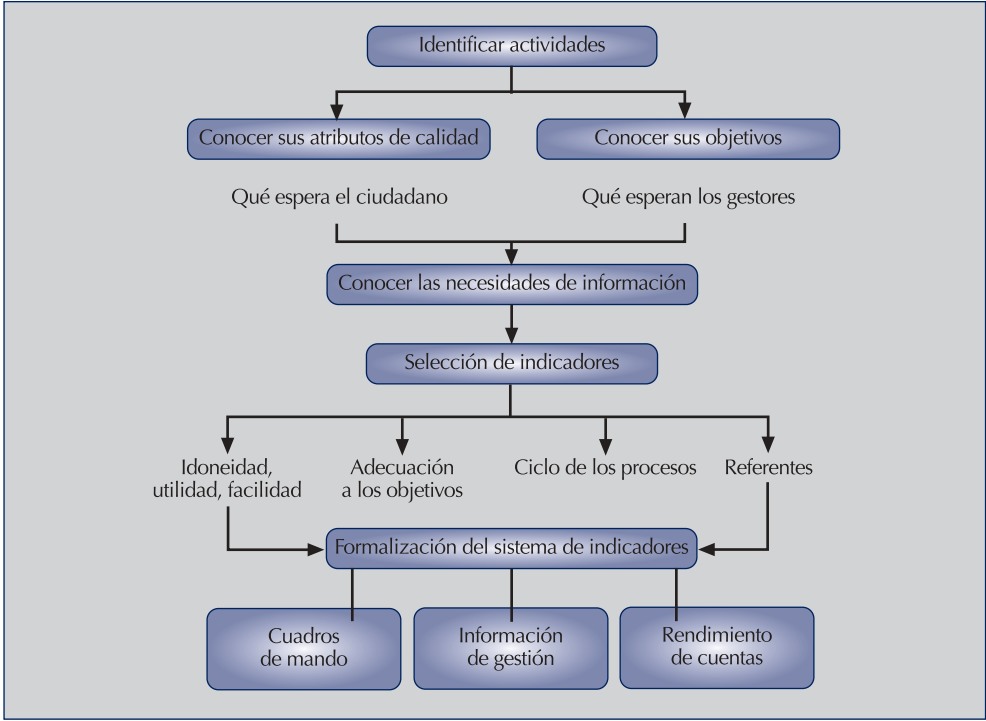 Identificar actividades
Conocer sus atributos de calidad
Conocer sus objetivos
Qué espera el ciudadano
Qué esperan los gestores
Conocer las necesidades de información
Selección de indicadores
Idoneidad,
utilidad, facilidad
Adecuación
a los objetivos
Ciclo de los procesos
Referentes
Formalización del sistema de indicadores
Cuadros
de mando
Información
de gestión
Rendimiento
de cuentas